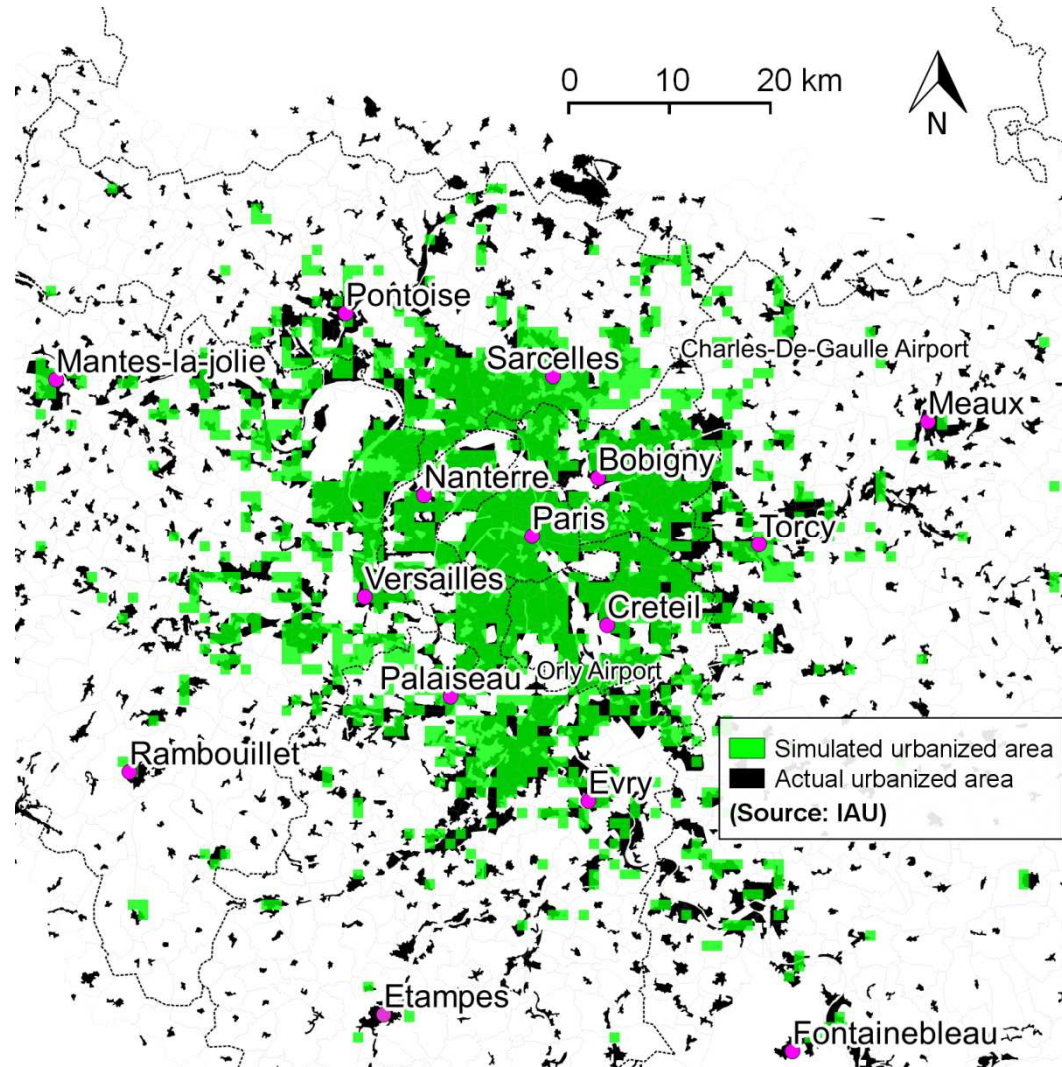 0 10 20 km
N
Pontoise
Mantes-la-jolie
Sarcelles
Charles-De-Gaulle Airport
Meaux
Bobigny
Nanterre
Paris
Torcy
Versailles
Creteil
Orly Airport
Palaiseau
Rambouillet
Evry
Simulated urbanized area
Actual urbanized area
(Source: IAU)
Etampes
Fontainebleau